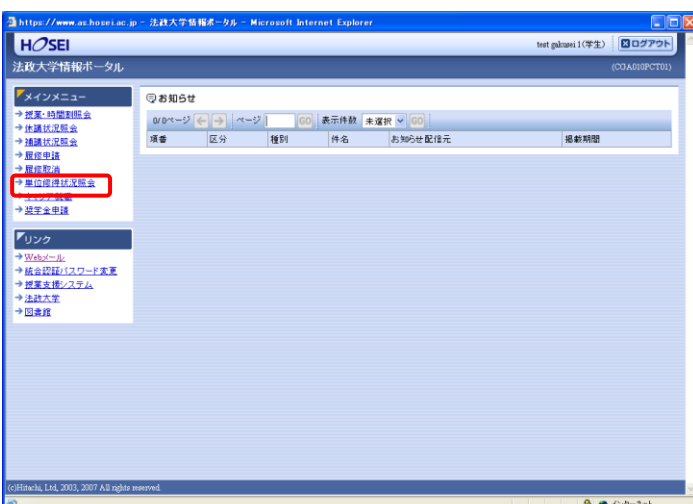 https://www.as.hosei.ac.jp - 法政大学情報ポータル - Microsoft Internet Explorer
HOSEI
test gakusei 1(学生)
ログアウト
法政大学情報ポータル
(COA010PCT01)
メインメニュー
授業・時間割照会
休講状況照会
補講状況照会
履修申請
履修取消
単位修得状況照会
奨学金申請
リンク
Webメール
統合認証パスワード変更
授業支援システム
法政大学
図書館
お知らせ
0/0ページ ページ GO 表示件数 未選択 GO
項番 区分 種別 件名 お知らせ配信元 掲載期間
(c)Hitachi, Ltd, 2003, 2007 All rights reserved.